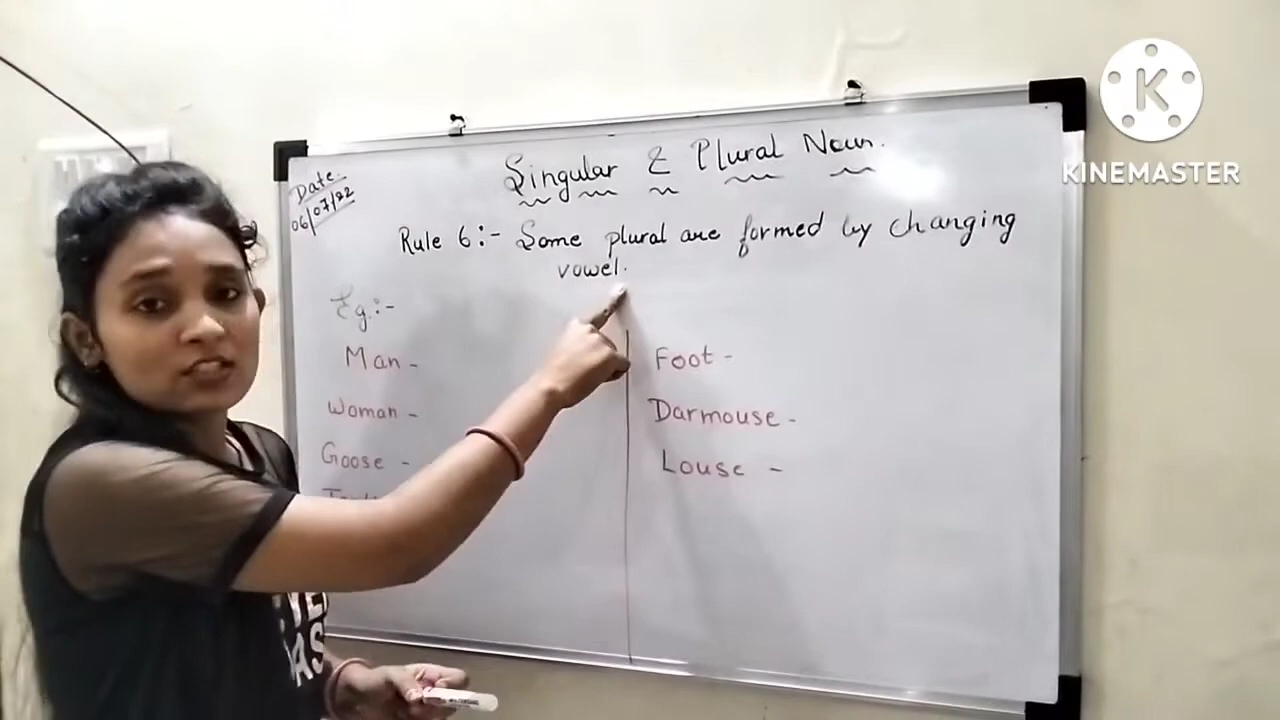 KINEMASTER
Date
06/07/22
Singular & Plural Noun.
Rule 6:- Some plural are formed by changing
vowel.
Eg:-
Man -
Woman -
Goose -
Foot -
Darmouse -
Louse -